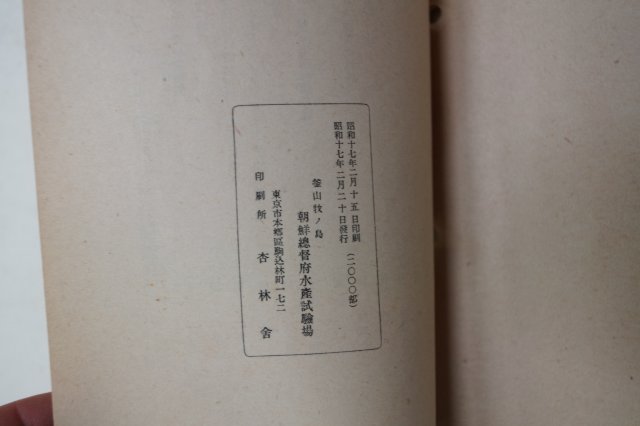 昭和十七年二月十五日印刷
昭和十七年二月二十日發行
(二〇〇〇部)
釜山牧ノ島
朝鮮總督府水產試驗場
東京市本鄕區駒込林町一七二
印刷所 杏林舍